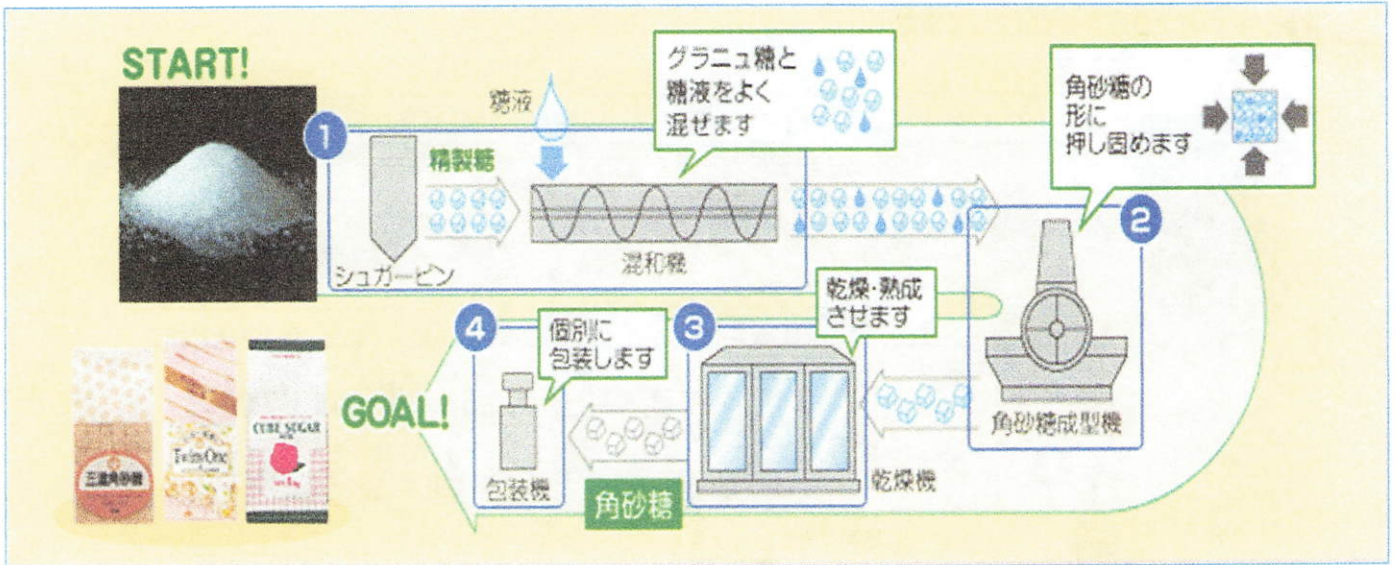 START!
1
糖液
グラニュ糖と
糖液をよく
混ぜます
精製糖
シュガービン
混和機
角砂糖の
形に
押し固めます
2
角砂糖成型機
乾燥・熟成
させます
3
乾燥機
角砂糖
4
個別に
包装します
包装機
GOAL!
三温角砂糖
Twin One
CUBE SUGAR